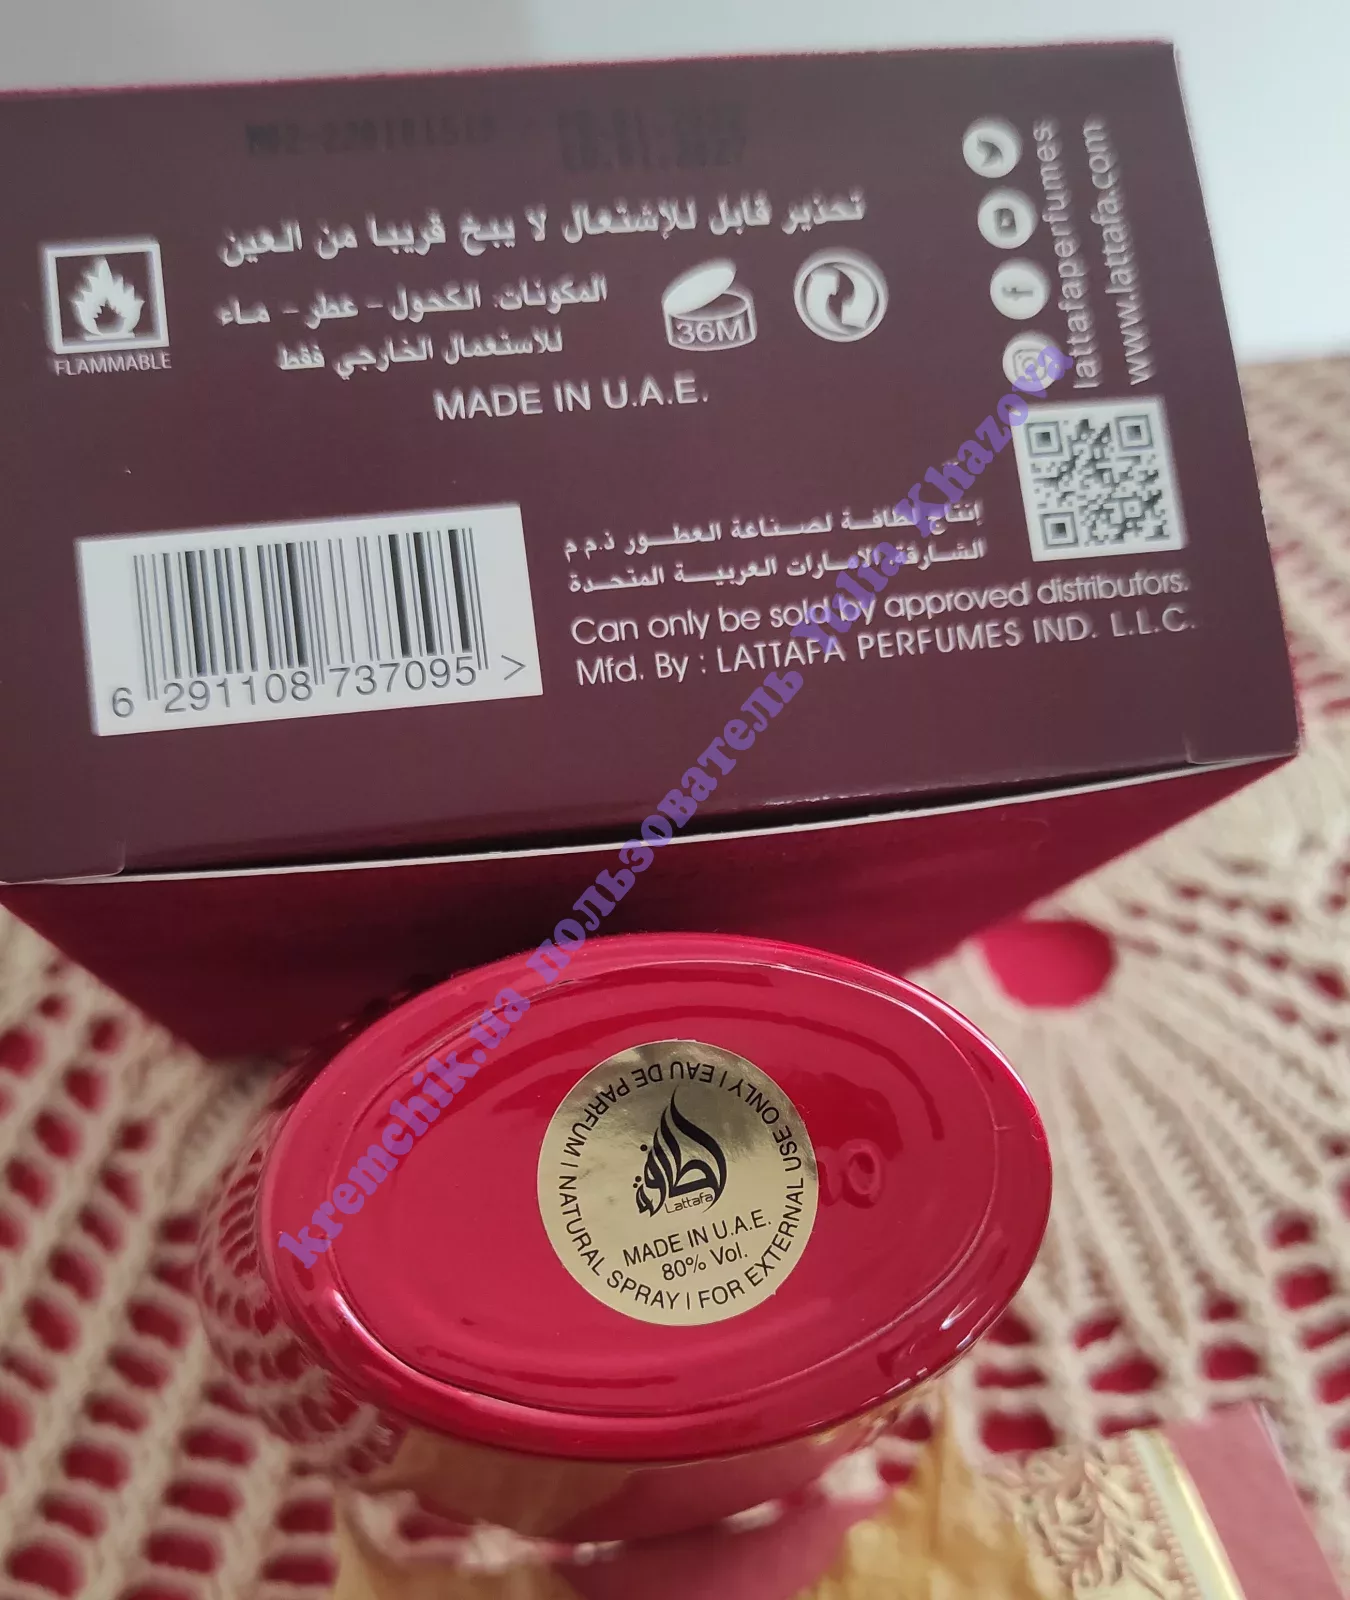 تحذير قابل للإشتعال لا يبخ قريبا من العين
المكونات: الكحول - عطر - ماء
للأستعمال الخارجي فقط
FLAMMABLE
36M
MADE IN U.A.E.
lattafaperfumes
www.lattafa.com
6 291108 737095 >
إنتاج لطافة لصناعة العطور ذ.م.م
الشارقة. الامارات العربية المتحدة
Can only be sold by approved distributors.
Mfd. By : LATTAFA PERFUMES IND. L.L.C.
kremchik.ua пользователь Yulia Khazova
EAU DE PARFUM | NATURAL SPRAY | FOR EXTERNAL USE ONLY |
لطافة
Lattafa
MADE IN U.A.E.
80% Vol.